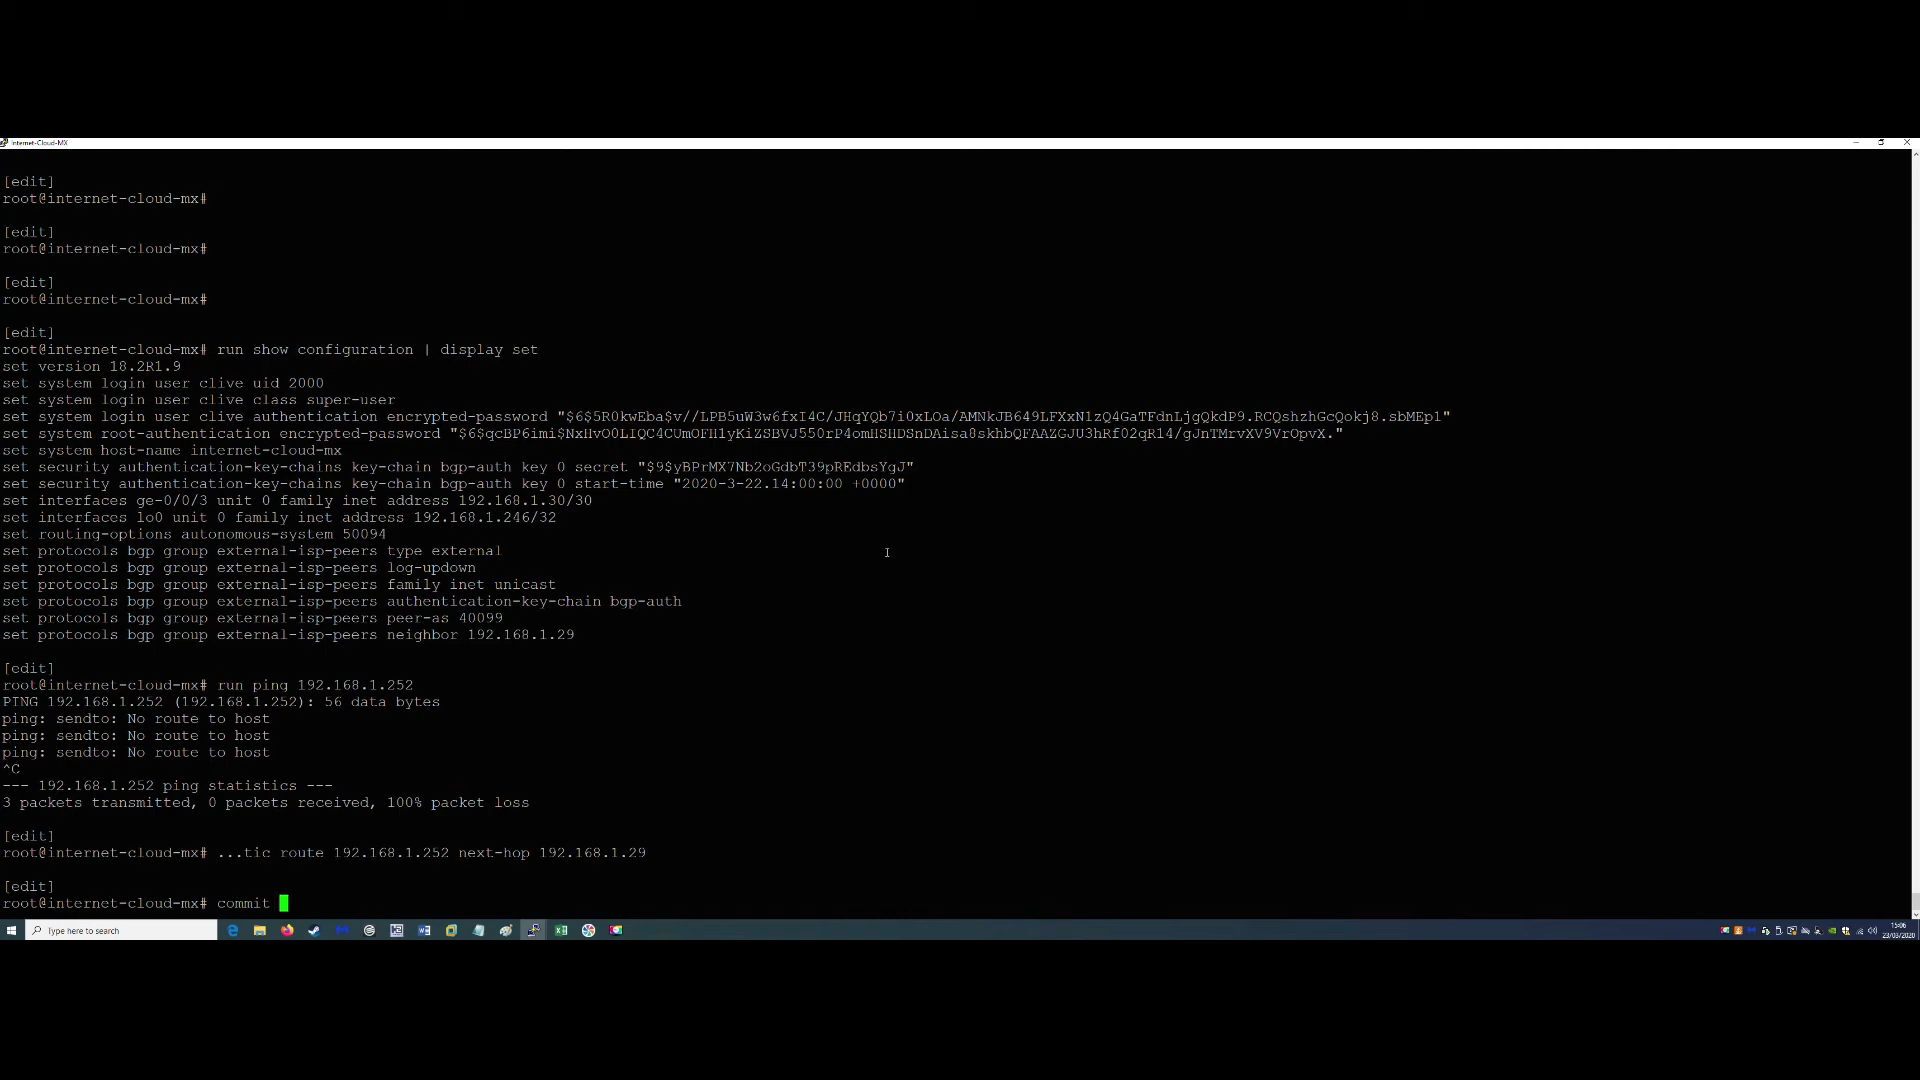 Internet-Cloud-MX
[edit]
root@internet-cloud-mx#
[edit]
root@internet-cloud-mx#
[edit]
root@internet-cloud-mx#
[edit]
root@internet-cloud-mx# run show configuration | display set
set version 18.2R1.9
set system login user clive uid 2000
set system login user clive class super-user
set system login user clive authentication encrypted-password "$6$5R0kwEba$v//LPB5uW3w6fxI4C/JHqYQb7i0xLOa/AMNkJB649LFXxN1zQ4GaTFdnLjgQkdP9.RCQshzhGcQokj8.sbMEp1"
set system root-authentication encrypted-password "$6$qcBP6imi$NxHvO0LIQC4CUmOFH1yKiZSBVJ550rP4omHSHDSnDAisa8skhbQFAAZGJU3hRf02qR14/gJnTMrvXV9VrOpvX."
set system host-name internet-cloud-mx
set security authentication-key-chains key-chain bgp-auth key 0 secret "$9$yBPrMX7Nb2oGdbT39pREdbsYgJ"
set security authentication-key-chains key-chain bgp-auth key 0 start-time "2020-3-22.14:00:00 +0000"
set interfaces ge-0/0/3 unit 0 family inet address 192.168.1.30/30
set interfaces lo0 unit 0 family inet address 192.168.1.246/32
set routing-options autonomous-system 50094
set protocols bgp group external-isp-peers type external
set protocols bgp group external-isp-peers log-updown
set protocols bgp group external-isp-peers family inet unicast
set protocols bgp group external-isp-peers authentication-key-chain bgp-auth
set protocols bgp group external-isp-peers peer-as 40099
set protocols bgp group external-isp-peers neighbor 192.168.1.29
[edit]
root@internet-cloud-mx# run ping 192.168.1.252
PING 192.168.1.252 (192.168.1.252): 56 data bytes
ping: sendto: No route to host
ping: sendto: No route to host
ping: sendto: No route to host
^C
--- 192.168.1.252 ping statistics ---
3 packets transmitted, 0 packets received, 100% packet loss
[edit]
root@internet-cloud-mx# ...tic route 192.168.1.252 next-hop 192.168.1.29
[edit]
root@internet-cloud-mx# commit
Type here to search
15:06
23/03/2020